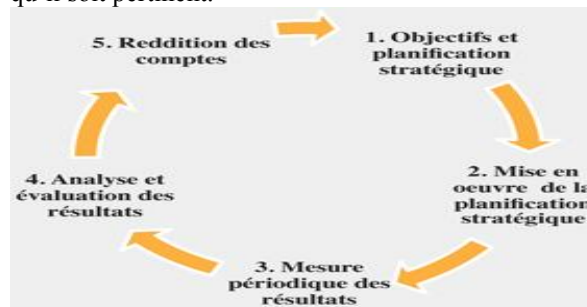 qu'il soit pertinent.
5. Reddition des
comptes
1. Objectifs et
planification
stratégique
2. Mise en
oeuvre de la
planification
stratégique
3. Mesure
périodique des
résultats
4. Analyse et
évaluation des
résultats